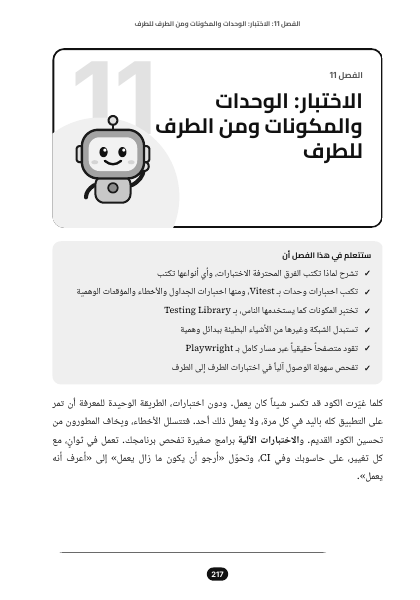 الفصل 11: الاختبار: الوحدات والمكونات ومن الطرف للطرف
11
الفصل 11
الاختبار: الوحدات
والمكونات ومن الطرف
للطرف
ستتعلم في هذا الفصل أن
✓ تشرح لماذا تكتب الفرق المحترفة الاختبارات، وأي أنواعها تكتب
✓ تكتب اختبارات وحدات بـ Vitest، ومنها اختبارات الجداول والأخطاء والمؤقتات الوهمية
✓ تختبر المكونات كما يستخدمها الناس، بـ Testing Library
✓ تستبدل الشبكة وغيرها من الأشياء البطيئة ببدائل وهمية
✓ تقود متصفحاً حقيقياً عبر مسار كامل بـ Playwright
✓ تفحص سهولة الوصول آلياً في اختبارات الطرف إلى الطرف
كلما غيّرت الكود قد تكسر شيئاً كان يعمل. ودون اختبارات، الطريقة الوحيدة للمعرفة أن تمر
على التطبيق كله باليد في كل مرة، ولا يفعل ذلك أحد. فتتسلل الأخطاء، ويخاف المطورون من
تحسين الكود القديم. والاختبارات الآلية برامج صغيرة تفحص برنامجك. تعمل في ثوانٍ، مع
كل تغيير، على حاسوبك وفي CI، وتحوّل «أرجو أن يكون ما زال يعمل» إلى «أعرف أنه
يعمل».
217